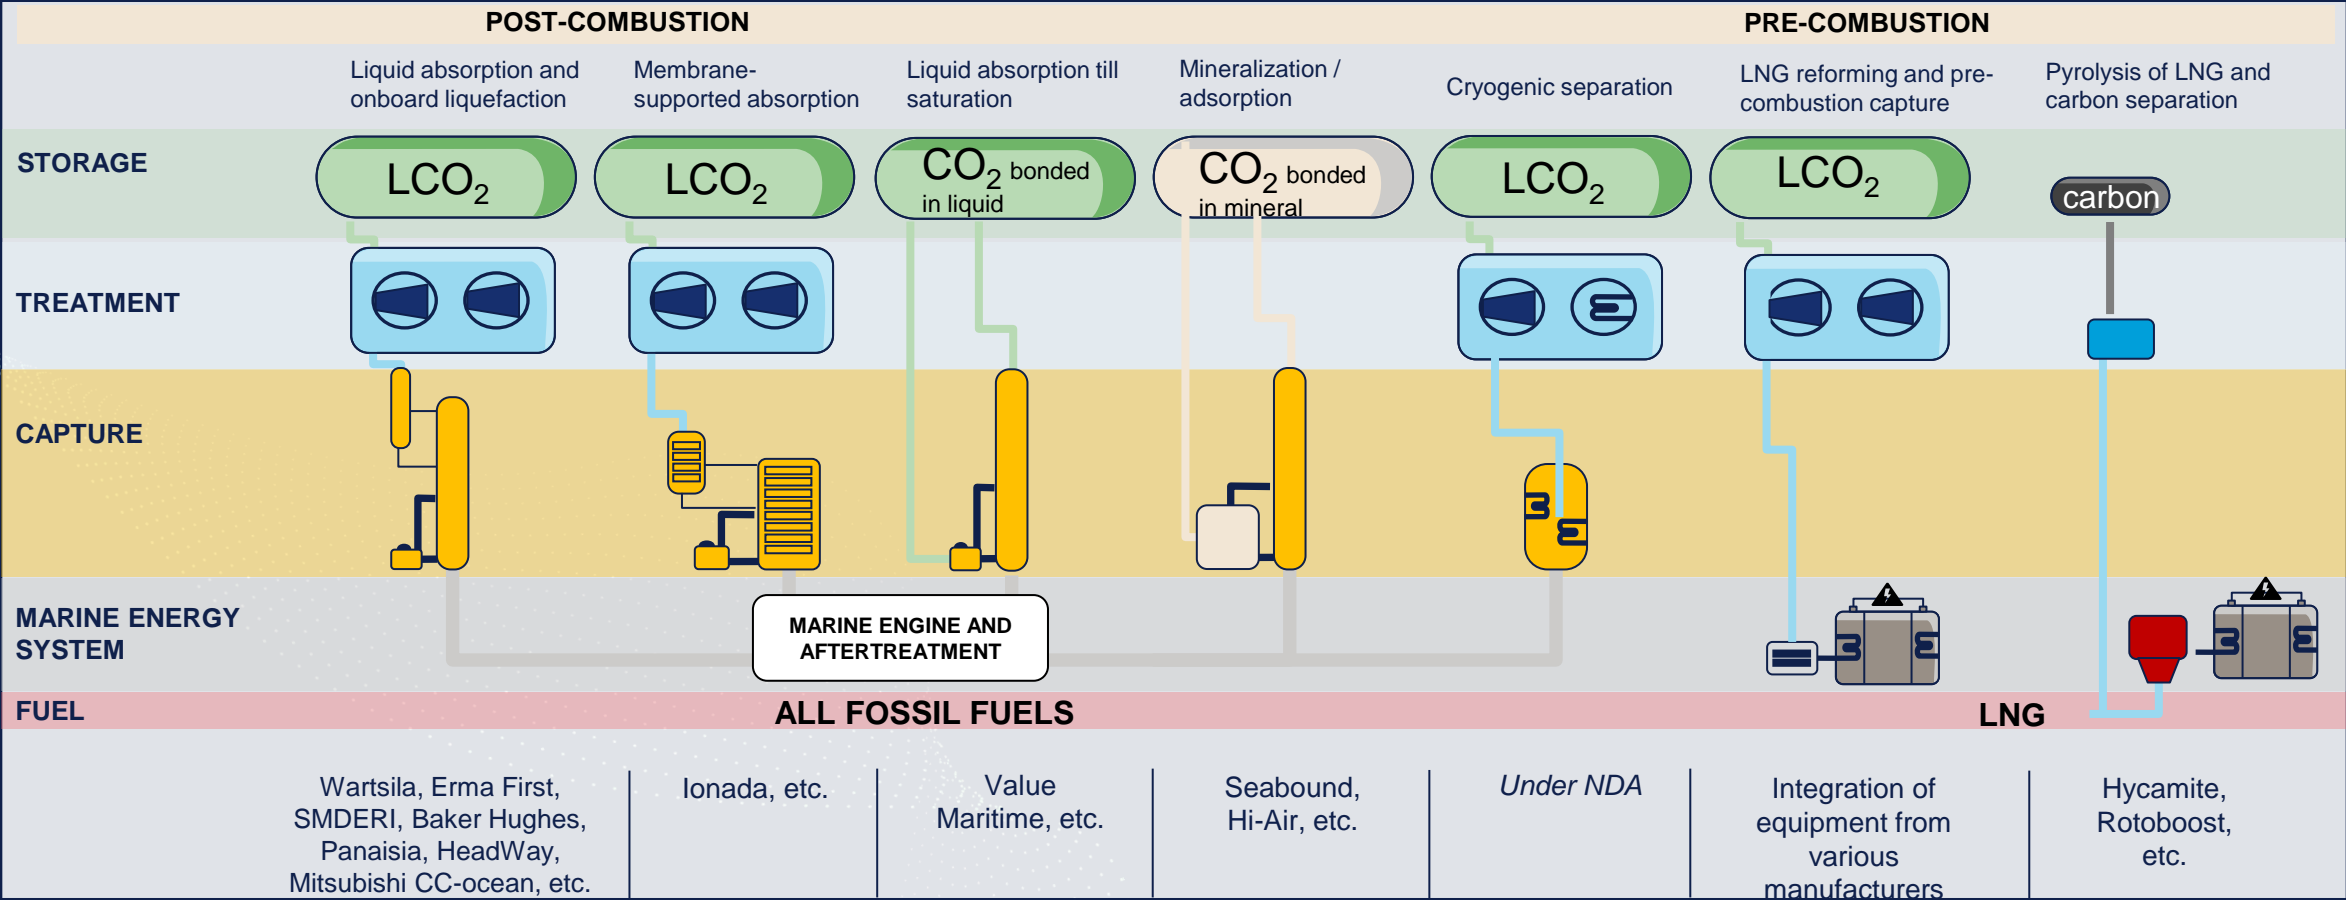 POST-COMBUSTION
PRE-COMBUSTION
Liquid absorption and
onboard liquefaction
Membrane-
supported absorption
Liquid absorption till
saturation
Mineralization /
adsorption
Cryogenic separation
LNG reforming and pre-
combustion capture
Pyrolysis of LNG and
carbon separation
STORAGE
LCO2
LCO2
CO2 bonded
in liquid
CO2 bonded
in mineral
LCO2
LCO2
carbon
TREATMENT
CAPTURE
MARINE ENERGY
SYSTEM
MARINE ENGINE AND
AFTERTREATMENT
FUEL
ALL FOSSIL FUELS
LNG
Wartsila, Erma First,
SMDERI, Baker Hughes,
Panaisia, HeadWay,
Mitsubishi CC-ocean, etc.
Ionada, etc.
Value
Maritime, etc.
Seabound,
Hi-Air, etc.
Under NDA
Integration of
equipment from
various
manufacturers
Hycamite,
Rotoboost,
etc.